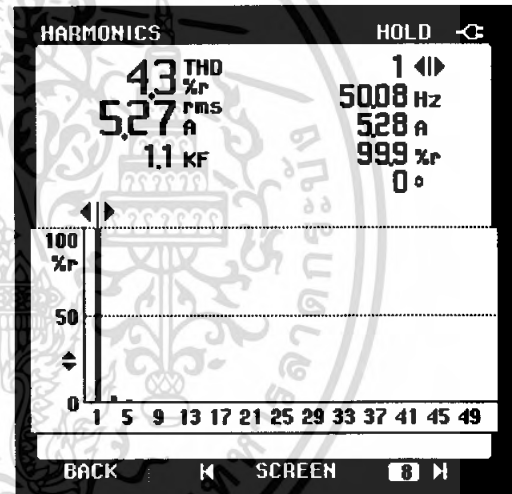 HARMONICS HOLD
4.3 THD %r
5.27 rms A
1.1 KF
1
50.08 Hz
5.28 A
99.9 %r
0 °
100
%r
50
0
1 5 9 13 17 21 25 29 33 37 41 45 49
BACK SCREEN 8